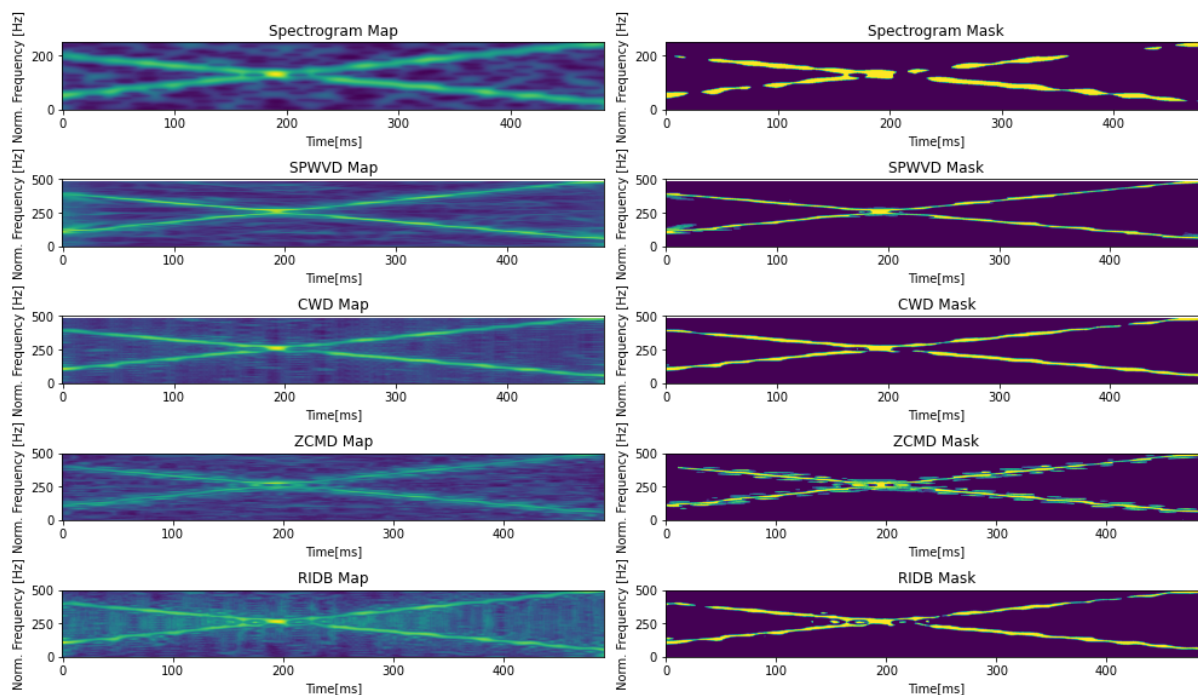 Spectrogram Map
Norm. Frequency [Hz]
200
0
0 100 200 300 400
Time[ms]
Spectrogram Mask
Norm. Frequency [Hz]
200
0
0 100 200 300 400
Time[ms]
SPWVD Map
Norm. Frequency [Hz]
500
250
0
0 100 200 300 400
Time[ms]
SPWVD Mask
Norm. Frequency [Hz]
500
250
0
0 100 200 300 400
Time[ms]
CWD Map
Norm. Frequency [Hz]
500
250
0
0 100 200 300 400
Time[ms]
CWD Mask
Norm. Frequency [Hz]
500
250
0
0 100 200 300 400
Time[ms]
ZCMD Map
Norm. Frequency [Hz]
500
250
0
0 100 200 300 400
Time[ms]
ZCMD Mask
Norm. Frequency [Hz]
500
250
0
0 100 200 300 400
Time[ms]
RIDB Map
Norm. Frequency [Hz]
500
250
0
0 100 200 300 400
Time[ms]
RIDB Mask
Norm. Frequency [Hz]
500
250
0
0 100 200 300 400
Time[ms]